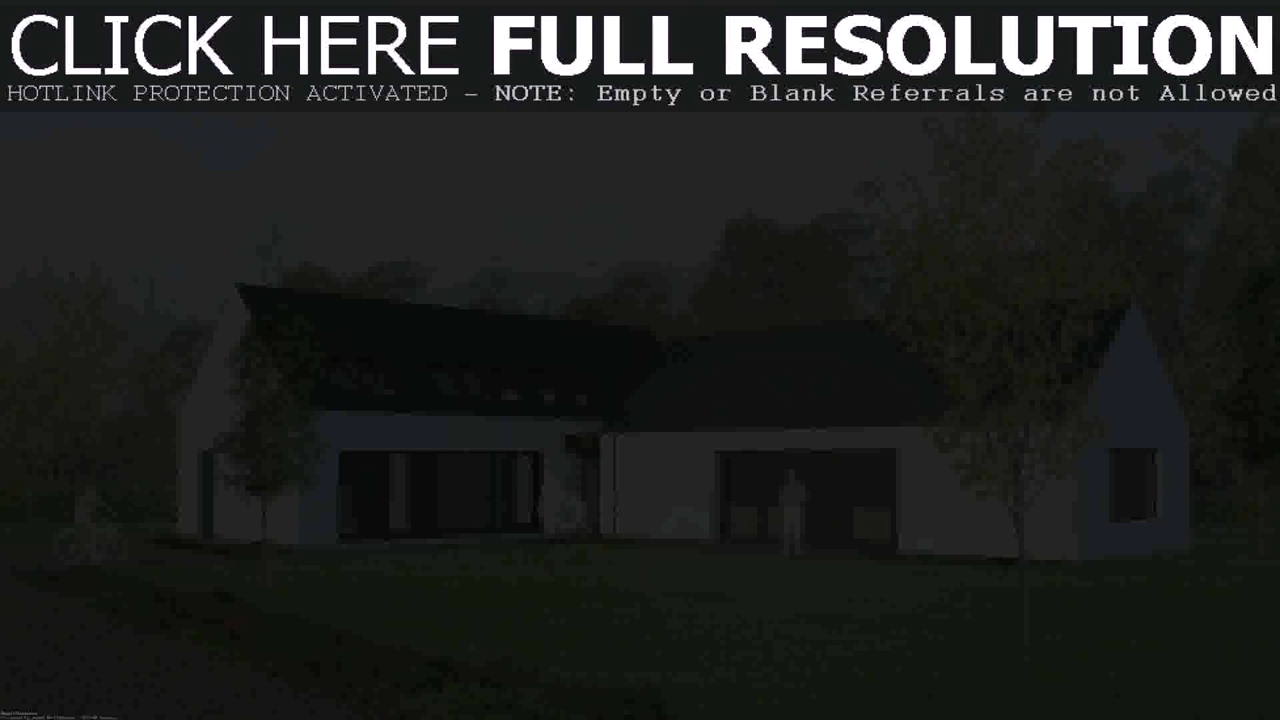 CLICK HERE FULL RESOLUTION
HOTLINK PROTECTION ACTIVATED - NOTE: Empty or Blank Referrals are not Allowed